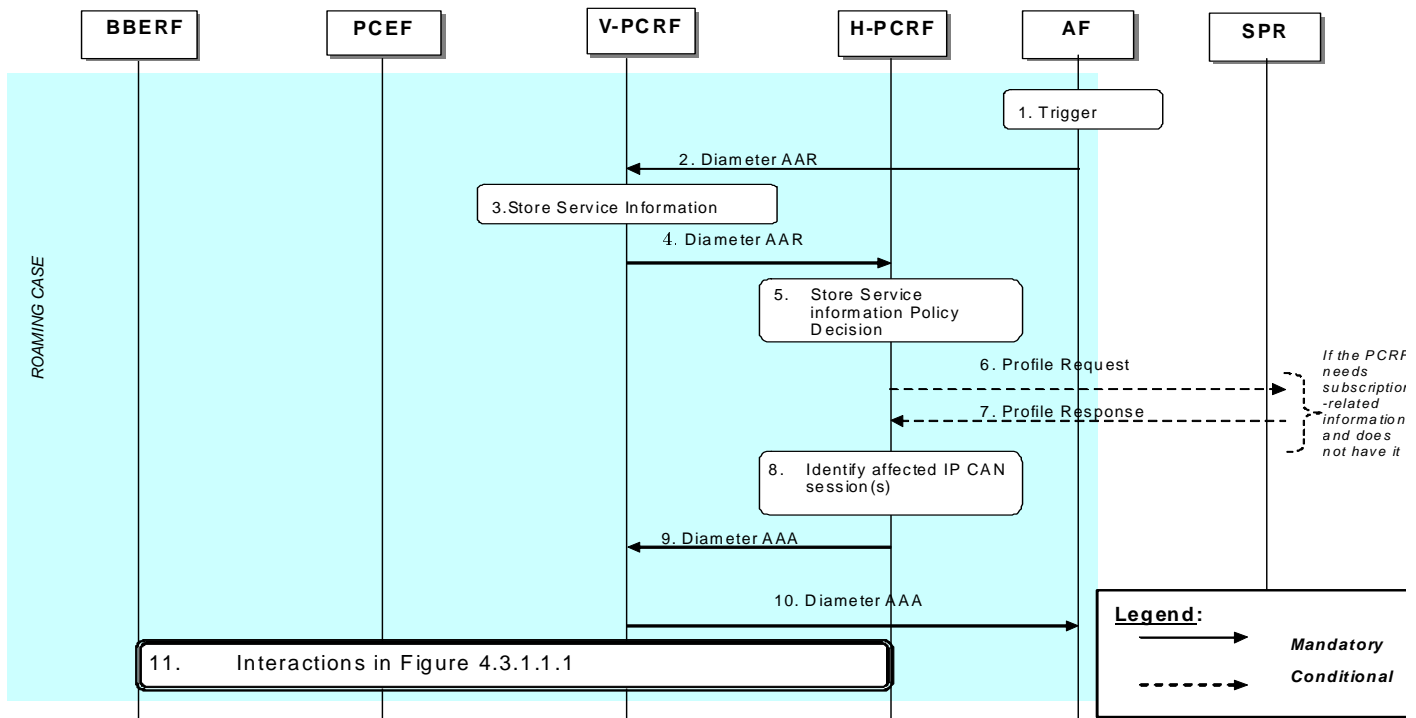 BBERF
PCEF
V-PCRF
H-PCRF
AF
SPR
1. Trigger
2. Diameter AAR
3.Store Service Information
4. Diameter AAR
ROAMING CASE
5. Store Service
information Policy
Decision
6. Profile Request
7. Profile Response
If the PCRF
needs
subscription
-related
information
and does
not have it
8. Identify affected IP CAN
session(s)
9. Diameter AAA
10. Diameter AAA
11. Interactions in Figure 4.3.1.1.1
Legend:
Mandatory
Conditional